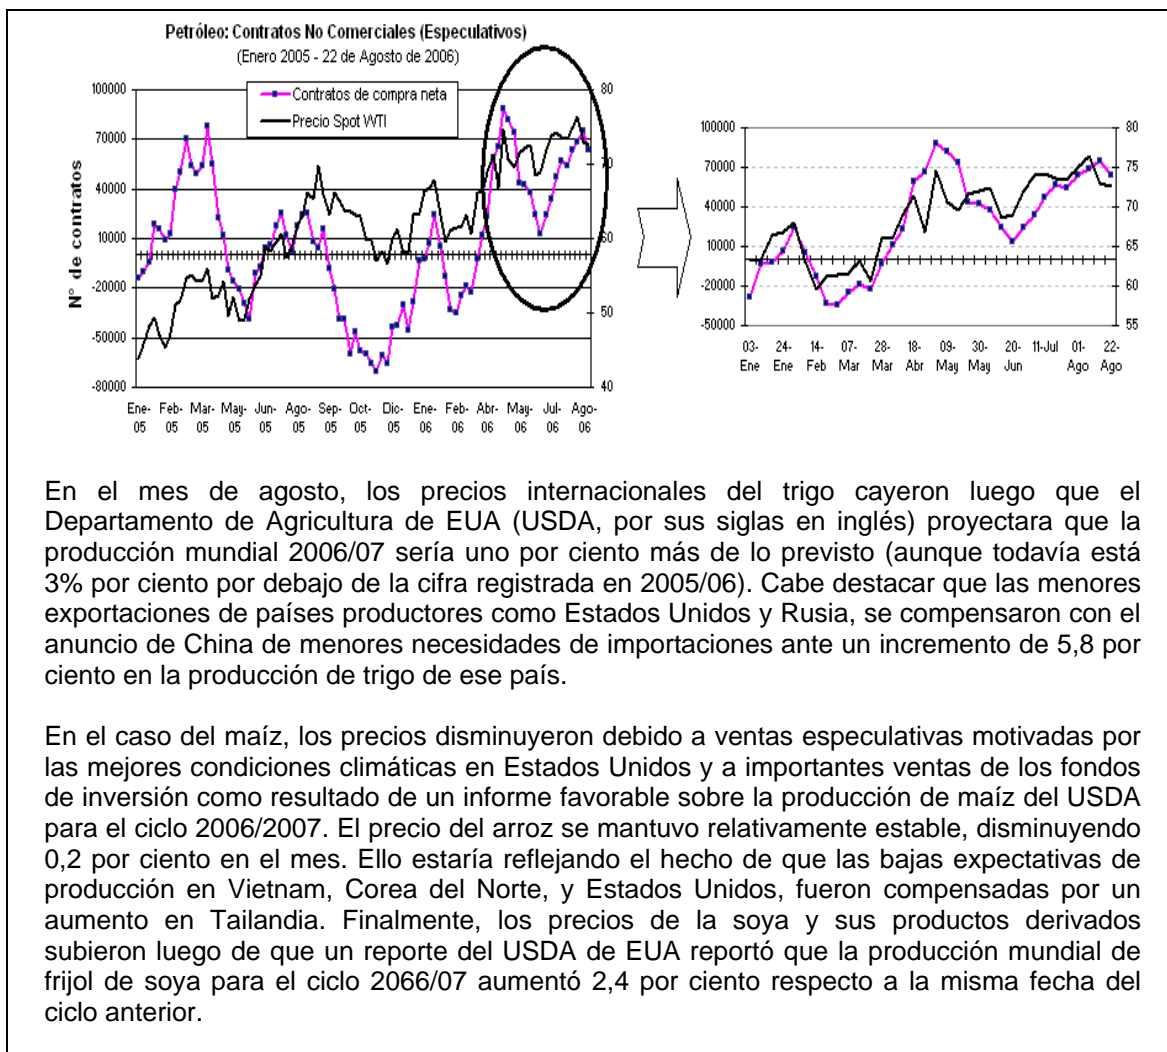 Petróleo: Contratos No Comerciales (Especulativos)
(Enero 2005 - 22 de Agosto de 2006)
Contratos de compra neta
Precio Spot WTI
N° de contratos
100000
70000
40000
10000
-20000
-50000
-80000
80
70
60
50
40
Ene- Feb- Mar- May- Jun- Ago- Sep- Oct- Dic- Ene- Feb- Abr- May- Jul- Ago-
05 05 05 05 05 05 05 05 05 06 06 06 06 06 06
100000
70000
40000
10000
-20000
-50000
80
75
70
65
60
55
03- 24- 14- 07- 28- 18- 09- 30- 20- 11-Jul 01- 22-
Ene Ene Feb Mar Mar Abr May May Jun Ago Ago
En el mes de agosto, los precios internacionales del trigo cayeron luego que el
Departamento de Agricultura de EUA (USDA, por sus siglas en inglés) proyectara que la
producción mundial 2006/07 sería uno por ciento más de lo previsto (aunque todavía está
3% por ciento por debajo de la cifra registrada en 2005/06). Cabe destacar que las menores
exportaciones de países productores como Estados Unidos y Rusia, se compensaron con el
anuncio de China de menores necesidades de importaciones ante un incremento de 5,8 por
ciento en la producción de trigo de ese país.
En el caso del maíz, los precios disminuyeron debido a ventas especulativas motivadas por
las mejores condiciones climáticas en Estados Unidos y a importantes ventas de los fondos
de inversión como resultado de un informe favorable sobre la producción de maíz del USDA
para el ciclo 2006/2007. El precio del arroz se mantuvo relativamente estable, disminuyendo
0,2 por ciento en el mes. Ello estaría reflejando el hecho de que las bajas expectativas de
producción en Vietnam, Corea del Norte, y Estados Unidos, fueron compensadas por un
aumento en Tailandia. Finalmente, los precios de la soya y sus productos derivados
subieron luego de que un reporte del USDA de EUA reportó que la producción mundial de
frijol de soya para el ciclo 2066/07 aumentó 2,4 por ciento respecto a la misma fecha del
ciclo anterior.